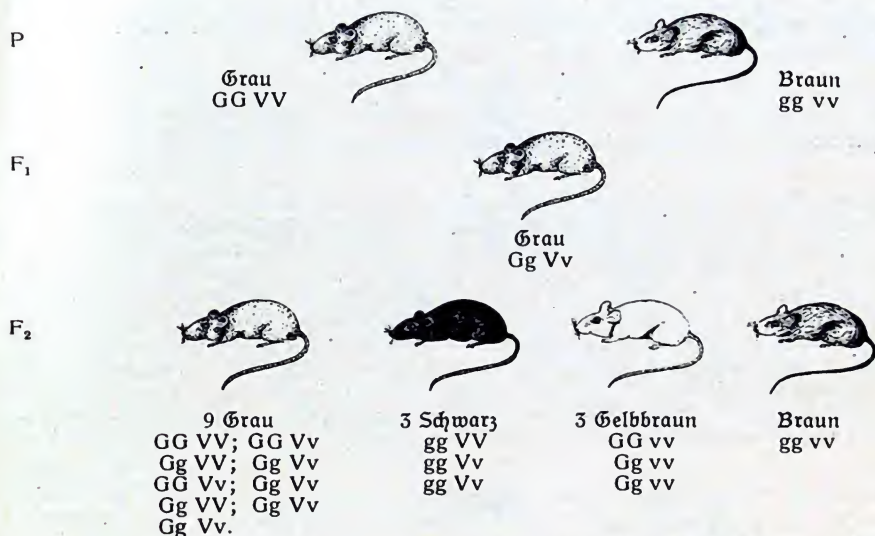 P
Grau
GG VV
Braun
gg vv
F₁
Grau
Gg Vv
F₂
9 Grau
GG VV; GG Vv
Gg VV; Gg Vv
GG Vv; Gg Vv
Gg VV; Gg Vv
Gg Vv.
3 Schwarz
gg VV
gg Vv
gg Vv
3 Gelbbraun
GG vv
Gg vv
Gg vv
Braun
gg vv